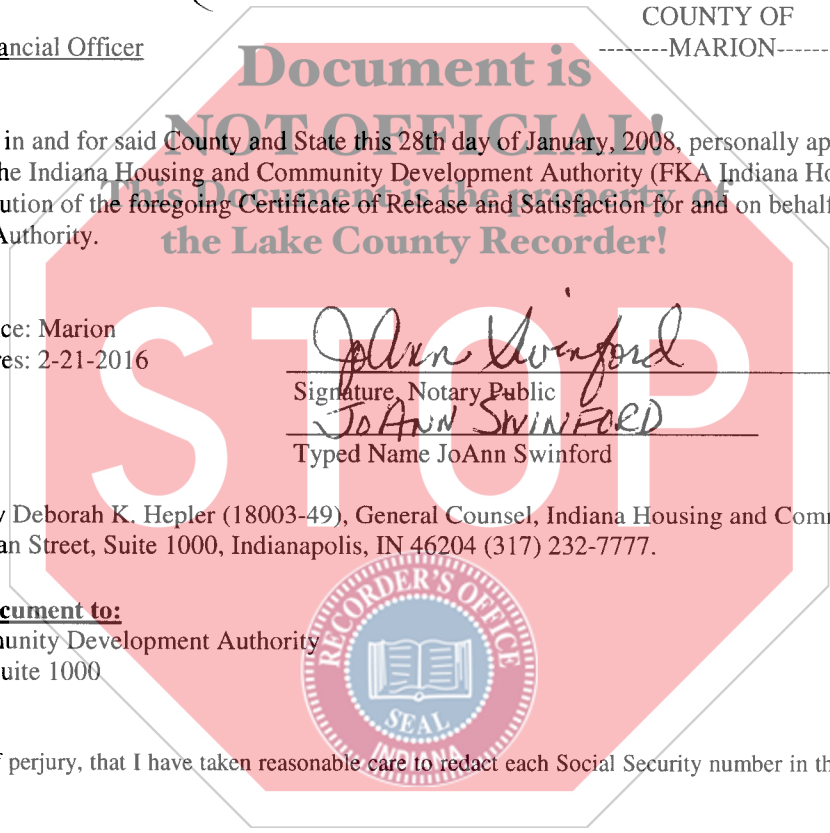 COUNTY OF
ancial Officer --------MARION------
Document is
NOT OFFICIAL!
in and for said County and State this 28th day of January, 2008, personally ap
he Indiana Housing and Community Development Authority (FKA Indiana Ho
This Document is the property of
ution of the foregoing Certificate of Release and Satisfaction for and on behalf
Authority.
the Lake County Recorder!
STOP
ce: Marion
res: 2-21-2016
JoAnn Swinford
Signature, Notary Public
JOANN SWINFORD
Typed Name JoAnn Swinford
y Deborah K. Hepler (18003-49), General Counsel, Indiana Housing and Com
an Street, Suite 1000, Indianapolis, IN 46204 (317) 232-7777.
cument to:
unity Development Authority
uite 1000
RECORDER'S OFFICE
SEAL
INDIANA
f perjury, that I have taken reasonable care to redact each Social Security number in th